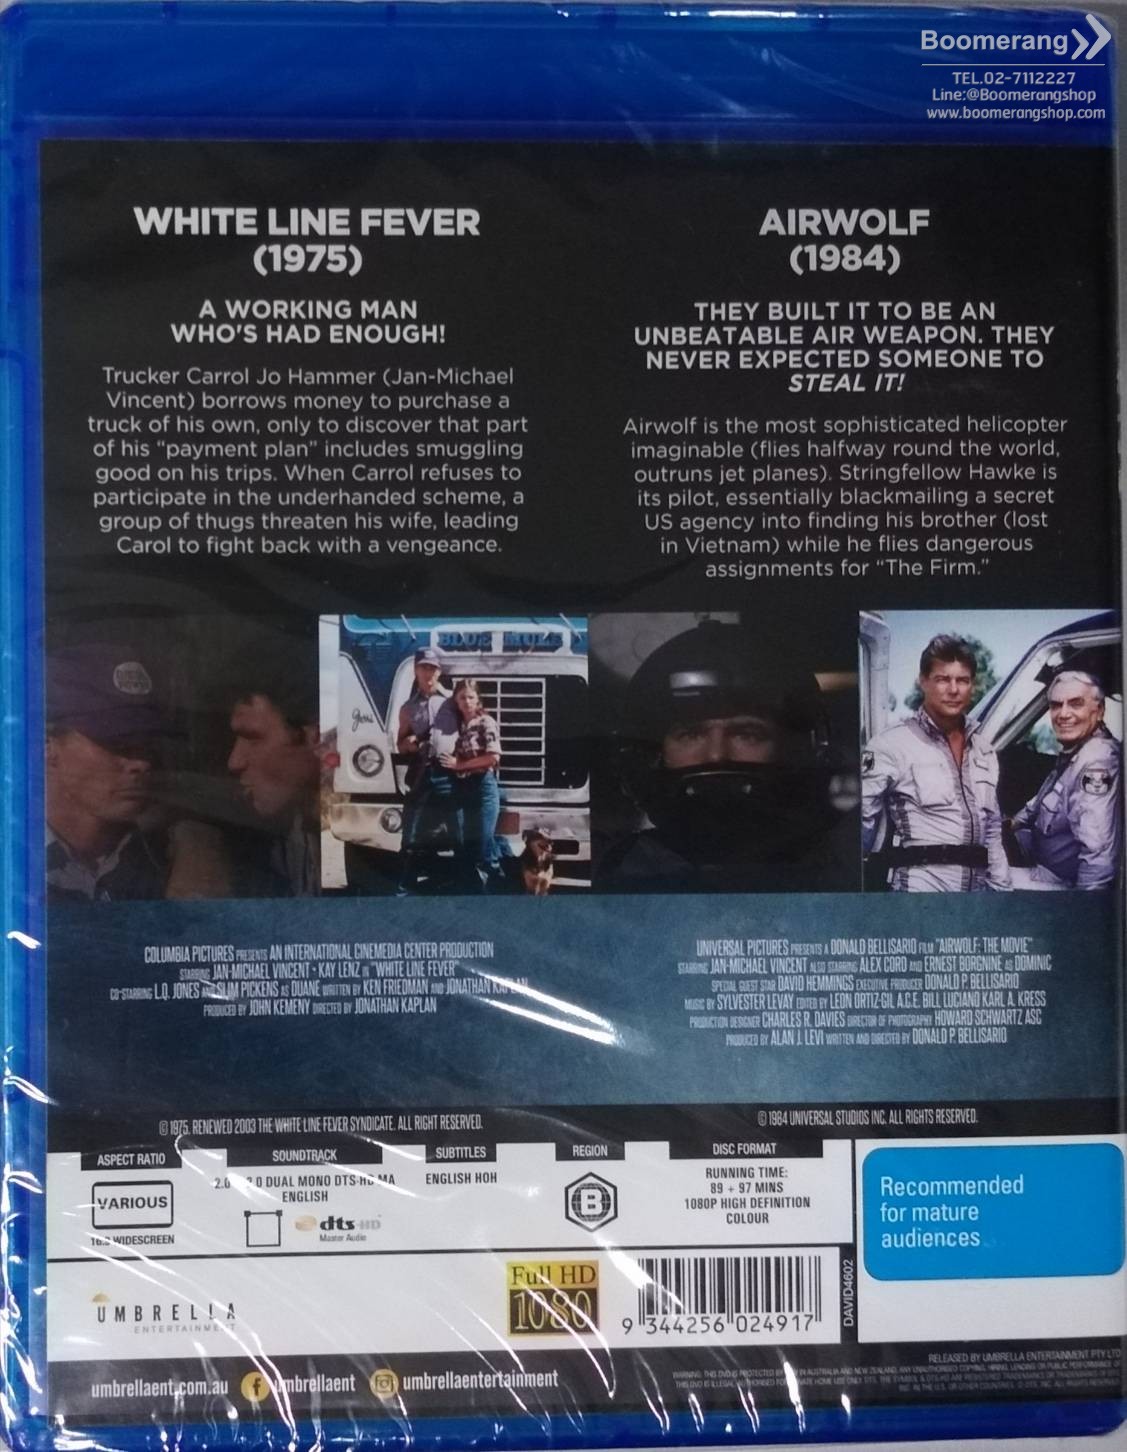 Boomerang
TEL.02-7112227
Line:@Boomerangshop
www.boomerangshop.com
WHITE LINE FEVER
(1975)
A WORKING MAN
WHO'S HAD ENOUGH!
Trucker Carrol Jo Hammer (Jan-Michael
Vincent) borrows money to purchase a
truck of his own, only to discover that part
of his “payment plan” includes smuggling
good on his trips. When Carrol refuses to
participate in the underhanded scheme, a
group of thugs threaten his wife, leading
Carol to fight back with a vengeance.
AIRWOLF
(1984)
THEY BUILT IT TO BE AN
UNBEATABLE AIR WEAPON. THEY
NEVER EXPECTED SOMEONE TO
STEAL IT!
Airwolf is the most sophisticated helicopter
imaginable (flies halfway round the world,
outruns jet planes). Stringfellow Hawke is
its pilot, essentially blackmailing a secret
US agency into finding his brother (lost
in Vietnam) while he flies dangerous
assignments for “The Firm.”
BLUE MULE
COLUMBIA PICTURES PRESENTS AN INTERNATIONAL CINEMEDIA CENTER PRODUCTION
STARRING JAN-MICHAEL VINCENT • KAY LENZ IN "WHITE LINE FEVER"
CO-STARRING L.Q. JONES AND SLIM PICKENS AS DUANE WRITTEN BY KEN FRIEDMAN AND JONATHAN KAPLAN
PRODUCED BY JOHN KEMENY DIRECTED BY JONATHAN KAPLAN
UNIVERSAL PICTURES PRESENTS A DONALD BELLISARIO FILM "AIRWOLF: THE MOVIE"
STARRING JAN-MICHAEL VINCENT ALSO STARRING ALEX CORD AND ERNEST BORGNINE AS DOMINIC
SPECIAL GUEST STAR DAVID HEMMINGS EXECUTIVE PRODUCER DONALD P. BELLISARIO
MUSIC BY SYLVESTER LEVAY EDITED BY LEON ORTIZ-GIL A.C.E. BILL LUCIANO KARL A. KRESS
PRODUCTION DESIGNER CHARLES R. DAVIES DIRECTOR OF PHOTOGRAPHY HOWARD SCHWARTZ ASC
PRODUCED BY ALAN J. LEVI WRITTEN AND DIRECTED BY DONALD P. BELLISARIO
© 1975. RENEWED 2003 THE WHITE LINE FEVER SYNDICATE. ALL RIGHT RESERVED.
© 1984 UNIVERSAL STUDIOS INC. ALL RIGHTS RESERVED.
ASPECT RATIO
VARIOUS
16:9 WIDESCREEN
SOUNDTRACK
2.0 DUAL MONO DTS-HD MA
ENGLISH
dts-HD
Master Audio
SUBTITLES
ENGLISH HOH
REGION
B
DISC FORMAT
RUNNING TIME:
89 + 97 MINS
1080P HIGH DEFINITION
COLOUR
Recommended
for mature
audiences
UMBRELLA
ENTERTAINMENT
Full HD
1080
9 344256 024917
DAVID4602
umbrellaent.com.au
umbrellaent
umbrellaentertainment
RELEASED BY UMBRELLA ENTERTAINMENT PTY LTD